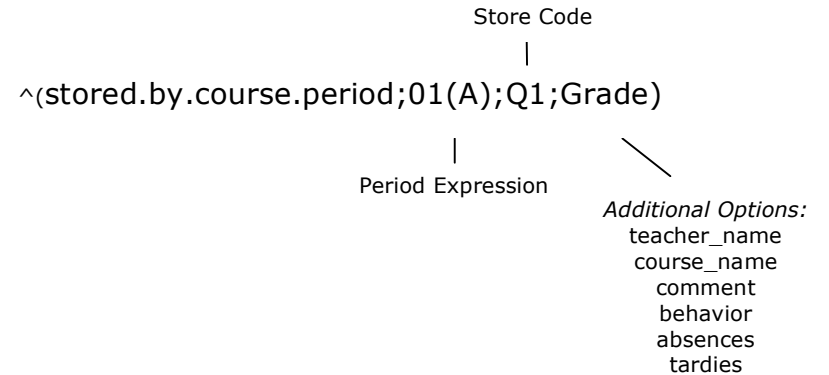 Store Code
^(stored.by.course.period;01(A);Q1;Grade)
Period Expression
Additional Options:
teacher_name
course_name
comment
behavior
absences
tardies